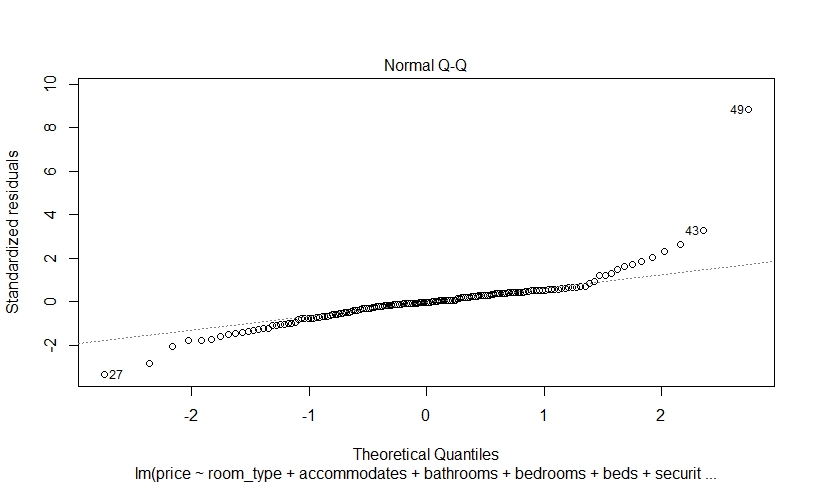 Normal Q-Q
Standardized residuals
10
8
6
4
2
0
-2
49
43
27
-2 -1 0 1 2
Theoretical Quantiles
lm(price ~ room_type + accommodates + bathrooms + bedrooms + beds + securit ...